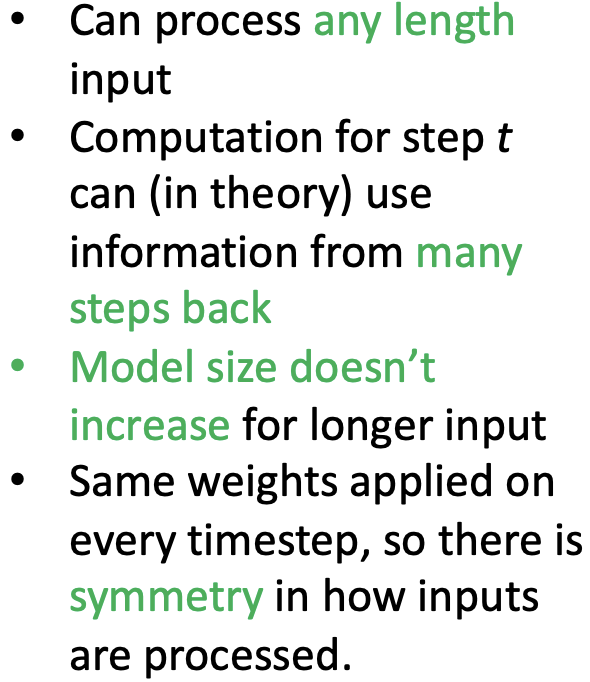 • Can process any length
input
• Computation for step t
can (in theory) use
information from many
steps back
• Model size doesn’t
increase for longer input
• Same weights applied on
every timestep, so there is
symmetry in how inputs
are processed.